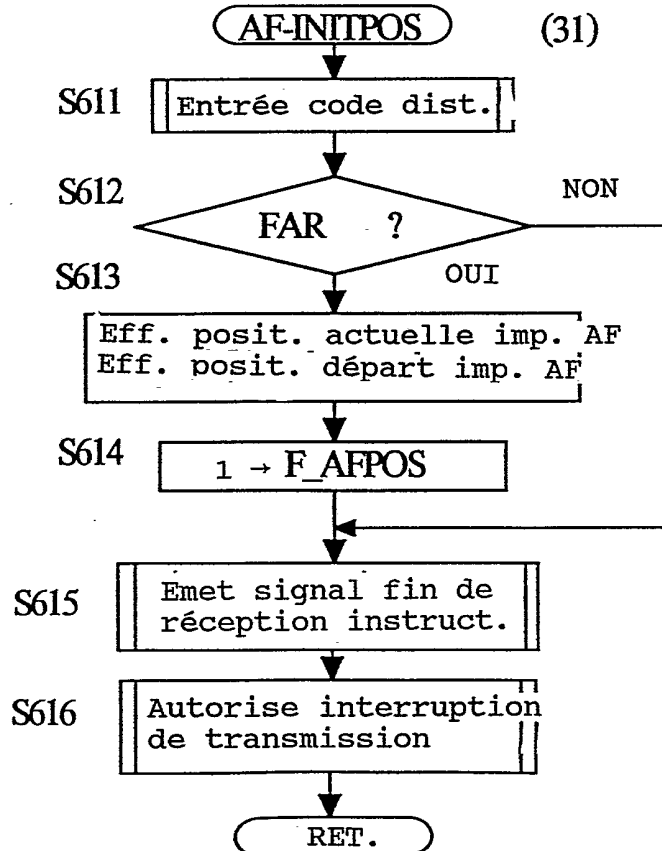 AF-INITPOS (31)
S611 Entrée code dist.
S612 NON
FAR ?
S613 OUI
Eff. posit. actuelle imp. AF
Eff. posit. départ imp. AF
S614 1 → F_AFPOS
S615 Emet signal fin de
réception instruct.
S616 Autorise interruption
de transmission
RET.